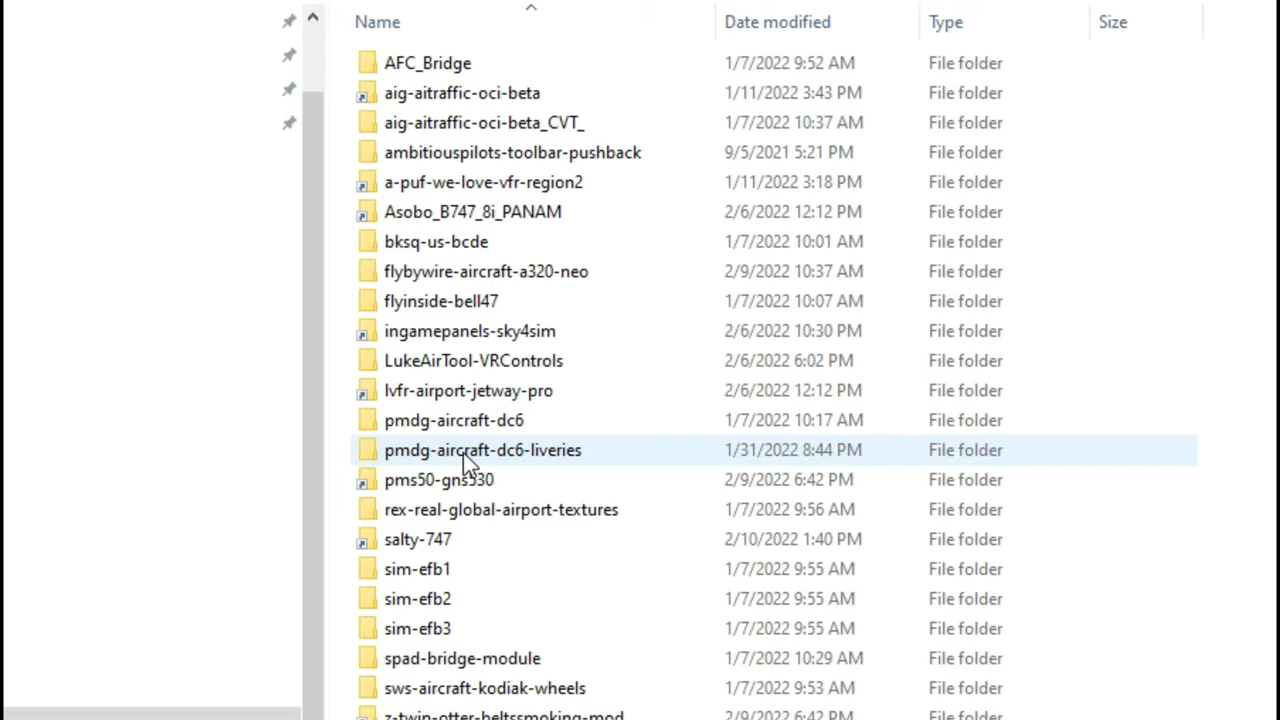 Name Date modified Type Size
AFC_Bridge 1/7/2022 9:52 AM File folder
aig-aitraffic-oci-beta 1/11/2022 3:43 PM File folder
aig-aitraffic-oci-beta_CVT_ 1/7/2022 10:37 AM File folder
ambitiouspilots-toolbar-pushback 9/5/2021 5:21 PM File folder
a-puf-we-love-vfr-region2 1/11/2022 3:18 PM File folder
Asobo_B747_8i_PANAM 2/6/2022 12:12 PM File folder
bksq-us-bcde 1/7/2022 10:01 AM File folder
flybywire-aircraft-a320-neo 2/9/2022 10:37 AM File folder
flyinside-bell47 1/7/2022 10:07 AM File folder
ingamepanels-sky4sim 2/6/2022 10:30 PM File folder
LukeAirTool-VRControls 2/6/2022 6:02 PM File folder
lvfr-airport-jetway-pro 2/6/2022 12:12 PM File folder
pmdg-aircraft-dc6 1/7/2022 10:17 AM File folder
pmdg-aircraft-dc6-liveries 1/31/2022 8:44 PM File folder
pms50-gns530 2/9/2022 6:42 PM File folder
rex-real-global-airport-textures 1/7/2022 9:56 AM File folder
salty-747 2/10/2022 1:40 PM File folder
sim-efb1 1/7/2022 9:55 AM File folder
sim-efb2 1/7/2022 9:55 AM File folder
sim-efb3 1/7/2022 9:55 AM File folder
spad-bridge-module 1/7/2022 10:29 AM File folder
sws-aircraft-kodiak-wheels 1/7/2022 9:53 AM File folder
z-twin-otter-beltssmoking-mod 2/9/2022 6:42 PM File folder